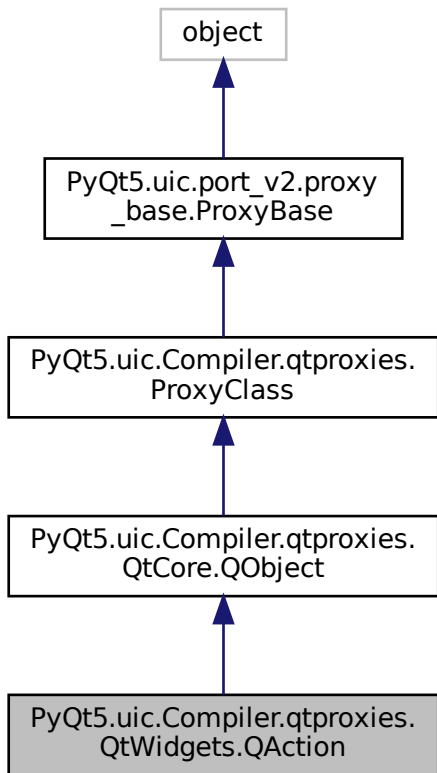 object
PyQt5.uic.port_v2.proxy
_base.ProxyBase
PyQt5.uic.Compiler.qtproxies.
ProxyClass
PyQt5.uic.Compiler.qtproxies.
QtCore.QObject
PyQt5.uic.Compiler.qtproxies.
QtWidgets.QAction